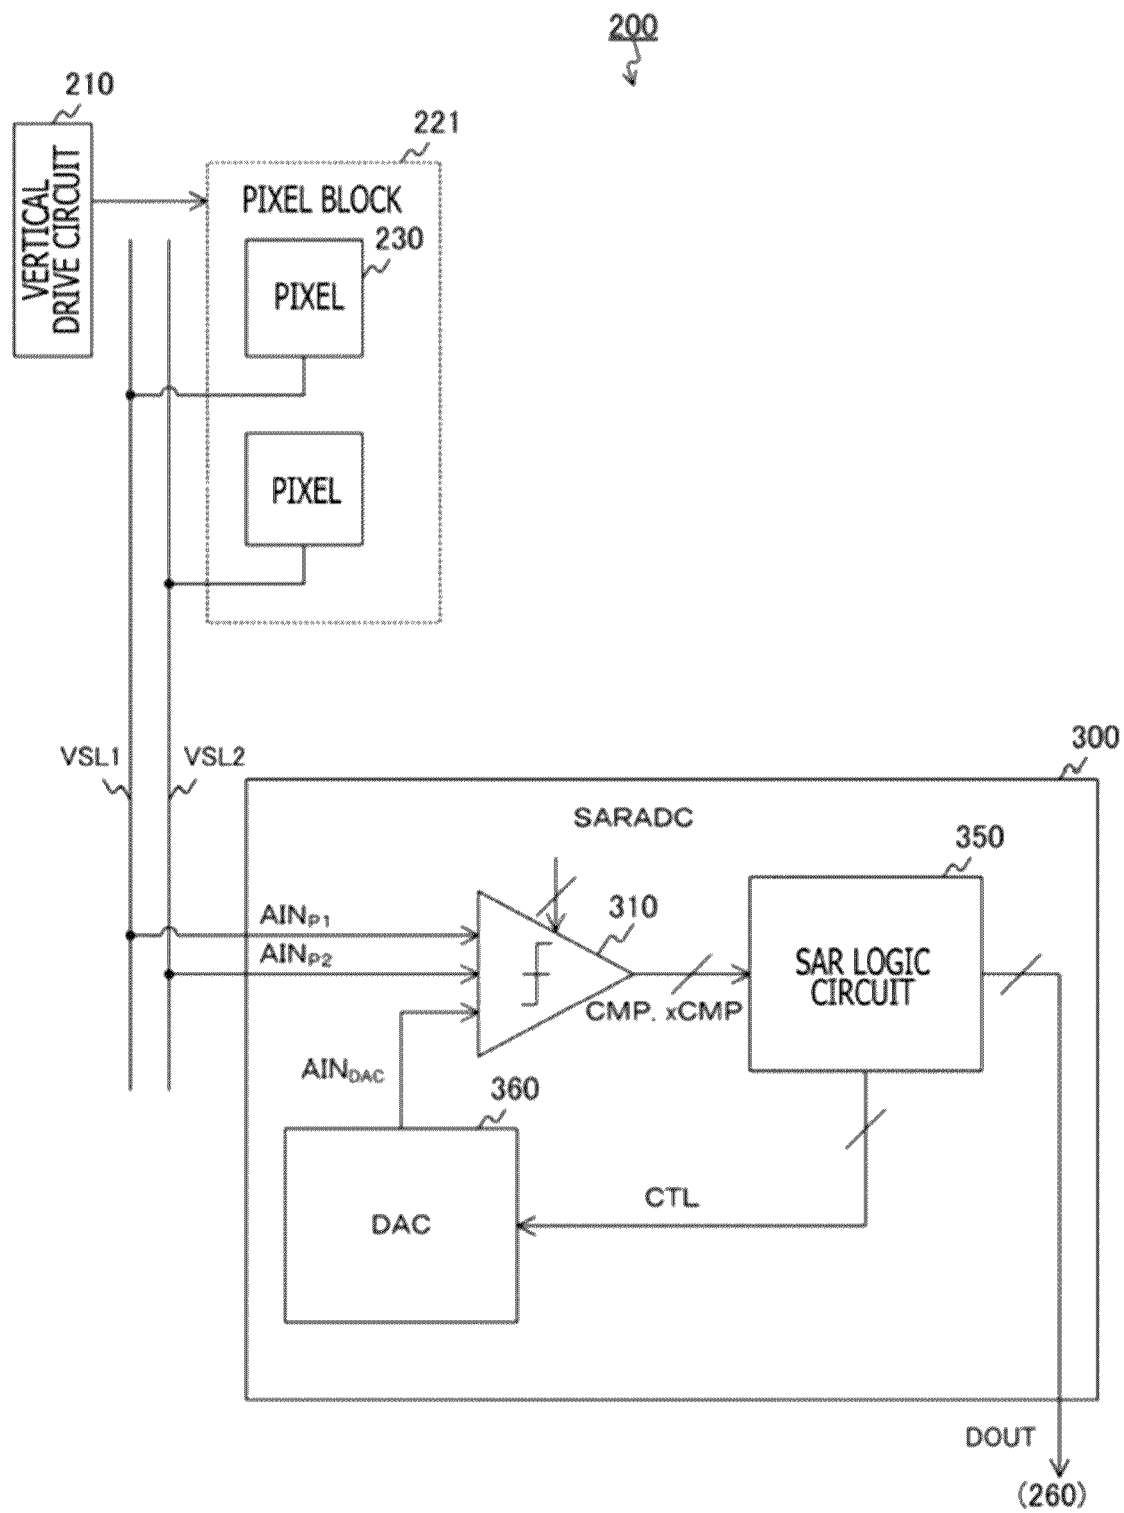 200
210
VERTICAL
DRIVE CIRCUIT
221
PIXEL BLOCK
230
PIXEL
PIXEL
VSL1
VSL2
300
SARADC
350
310
AINP1
AINP2
SAR LOGIC
CIRCUIT
CMP. xCMP
AINDAC
360
DAC
CTL
DOUT
(260)